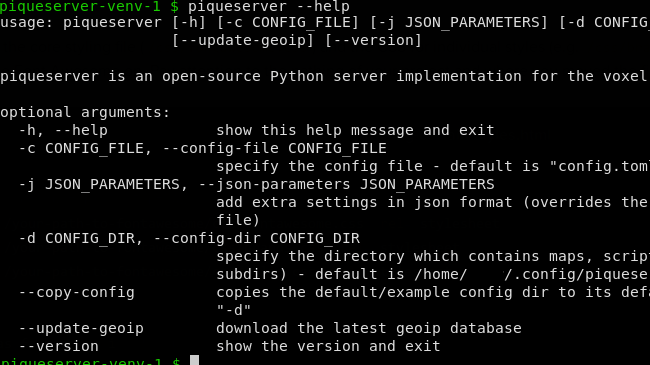 piqueserver-venv-1 $ piqueserver --help
usage: piqueserver [-h] [-c CONFIG_FILE] [-j JSON_PARAMETERS] [-d CONFIG_
[--update-geoip] [--version]
piqueserver is an open-source Python server implementation for the voxel
optional arguments:
-h, --help show this help message and exit
-c CONFIG_FILE, --config-file CONFIG_FILE
specify the config file - default is "config.toml
-j JSON_PARAMETERS, --json-parameters JSON_PARAMETERS
add extra settings in json format (overrides the
file)
-d CONFIG_DIR, --config-dir CONFIG_DIR
specify the directory which contains maps, script
subdirs) - default is /home/ /.config/piquese
--copy-config copies the default/example config dir to its defa
"-d"
--update-geoip download the latest geoip database
--version show the version and exit
piqueserver-venv-1 $